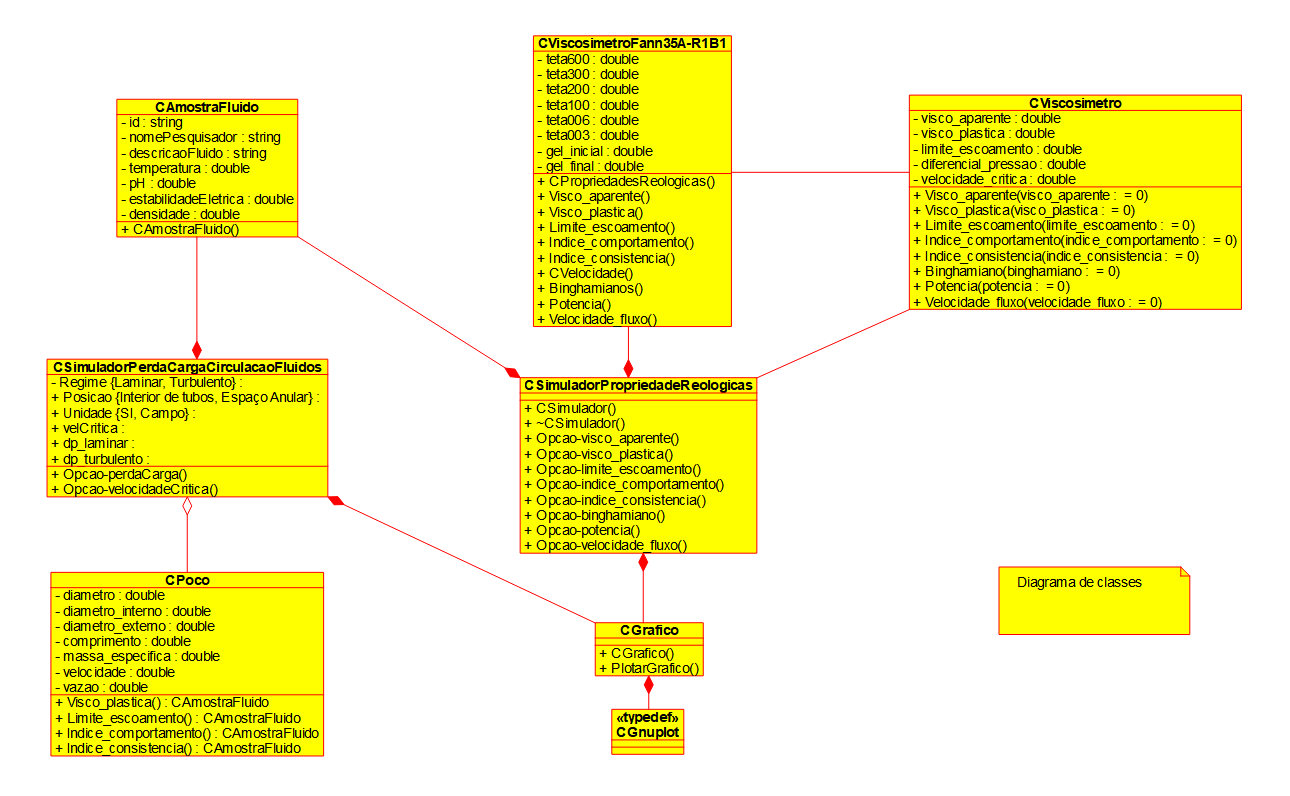 CViscosimetroFann35A-R1B1
- teta600 : double
- teta300 : double
- teta200 : double
- teta100 : double
- teta006 : double
- teta003 : double
- gel_inicial : double
- gel_final : double
+ CPropriedadesReologicas()
+ Visco_aparente()
+ Visco_plastica()
+ Limite_escoamento()
+ Indice_comportamento()
+ Indice_consistencia()
+ CVelocidade()
+ Binghamianos()
+ Potencia()
+ Velocidade_fluxo()
CAmostraFluido
- id : string
- nomePesquisador : string
- descricaoFluido : string
- temperatura : double
- pH : double
- estabilidadeEletrica : double
- densidade : double
+ CAmostraFluido()
CViscosimetro
- visco_aparente : double
- visco_plastica : double
- limite_escoamento : double
- diferencial_pressao : double
- velocidade_critica : double
+ Visco_aparente(visco_aparente : = 0)
+ Visco_plastica(visco_plastica : = 0)
+ Limite_escoamento(limite_escoamento : = 0)
+ Indice_comportamento(indice_comportamento : = 0)
+ Indice_consistencia(indice_consistencia : = 0)
+ Binghamiano(binghamiano : = 0)
+ Potencia(potencia : = 0)
+ Velocidade_fluxo(velocidade_fluxo : = 0)
CSimuladorPerdaCargaCirculacaoFluidos
- Regime {Laminar, Turbulento} :
+ Posicao {Interior de tubos, Espaço Anular} :
+ Unidade {SI, Campo} :
+ velCritica :
+ dp_laminar :
+ dp_turbulento :
+ Opcao-perdaCarga()
+ Opcao-velocidadeCritica()
CSimuladorPropriedadeReologicas
+ CSimulador()
+ ~CSimulador()
+ Opcao-visco_aparente()
+ Opcao-visco_plastica()
+ Opcao-limite_escoamento()
+ Opcao-indice_comportamento()
+ Opcao-indice_consistencia()
+ Opcao-binghamiano()
+ Opcao-potencia()
+ Opcao-velocidade_fluxo()
CPoco
- diametro : double
- diametro_interno : double
- diametro_externo : double
- comprimento : double
- massa_especifica : double
- velocidade : double
- vazao : double
+ Visco_plastica() : CAmostraFluido
+ Limite_escoamento() : CAmostraFluido
+ Indice_comportamento() : CAmostraFluido
+ Indice_consistencia() : CAmostraFluido
Diagrama de classes
CGrafico
+ CGrafico()
+ PlotarGrafico()
«typedef»
CGnuplot